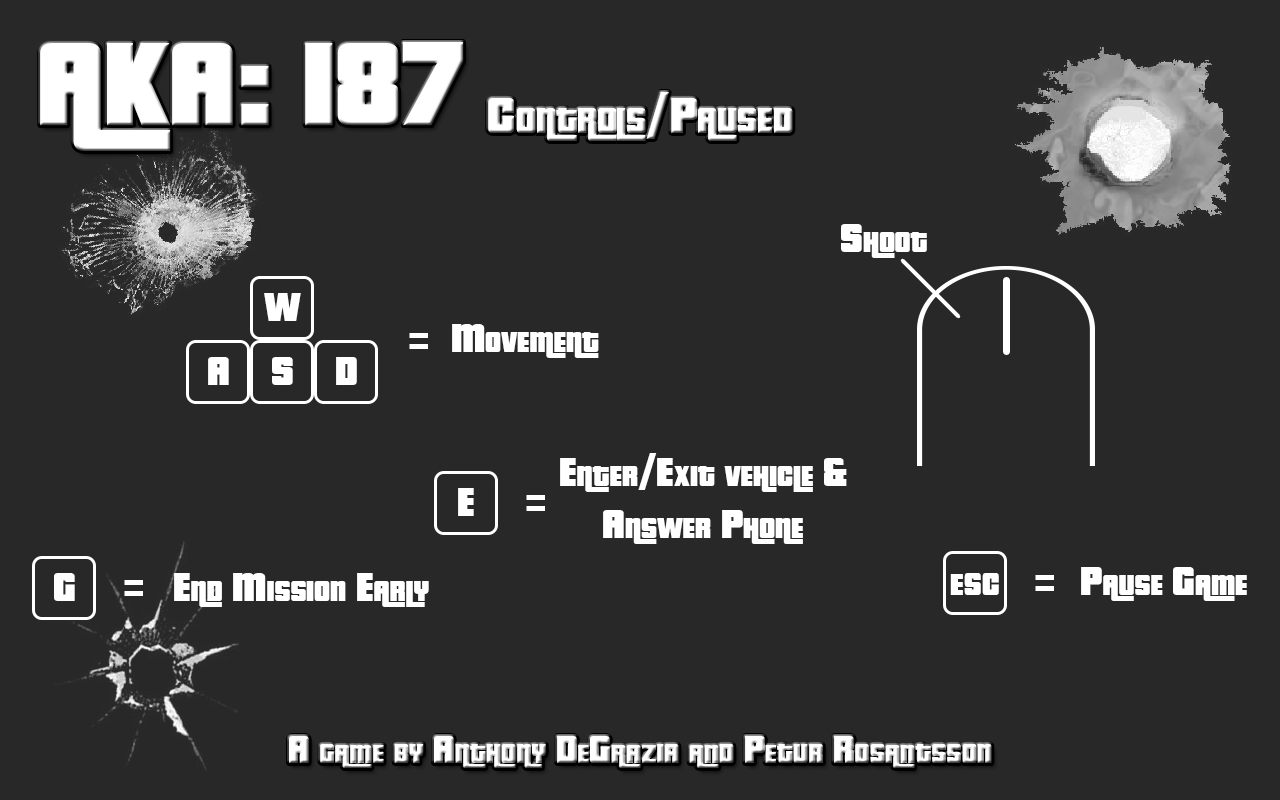 AKA: 187
Controls/Paused
Shoot
W
A S D
= Movement
E = Enter/Exit vehicle &
Answer Phone
G = End Mission Early
ESC = Pause Game
A game by Anthony DeGrazia and Petur Rosantsson